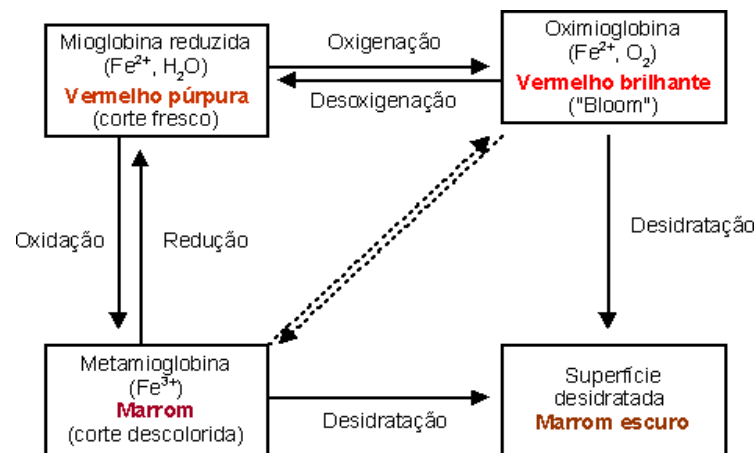 Mioglobina reduzida
(Fe²⁺, H₂O)
Vermelho púrpura
(corte fresco)
Oxigenação
Desoxigenação
Oximioglobina
(Fe²⁺, O₂)
Vermelho brilhante
("Bloom")
Oxidação
Redução
Desidratação
Metamioglobina
(Fe³⁺)
Marrom
(corte descolorida)
Desidratação
Superfície
desidratada
Marrom escuro